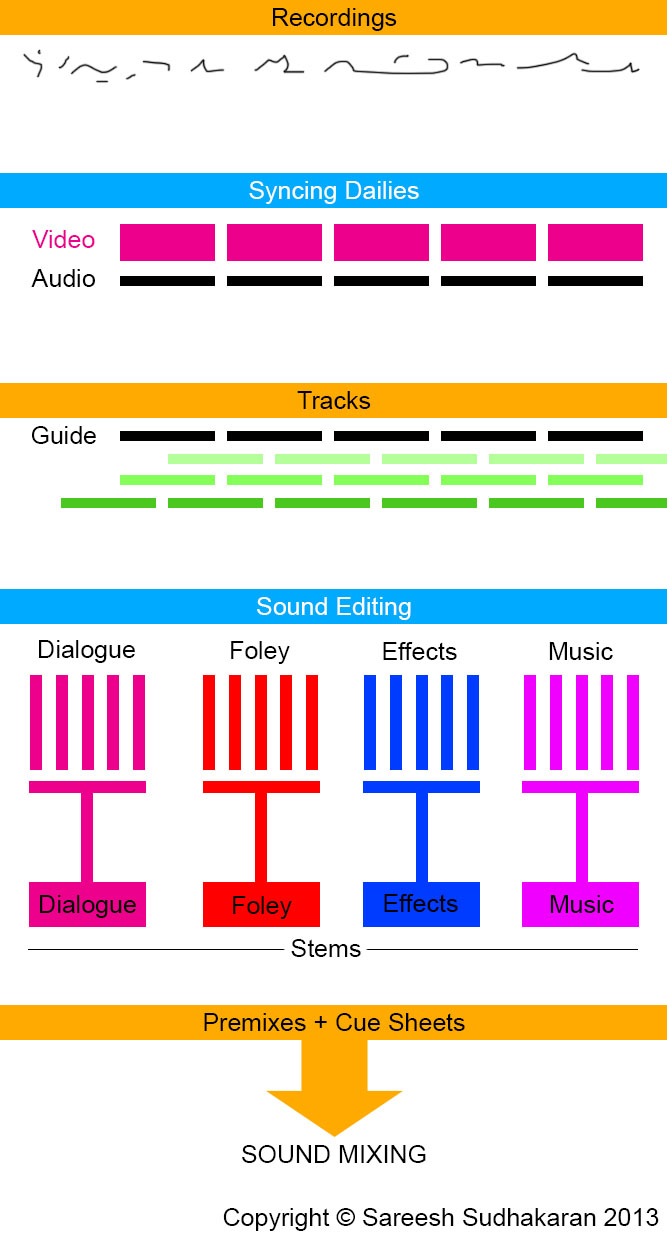 Recordings
Syncing Dailies
Video
Audio
Tracks
Guide
Sound Editing
Dialogue Foley Effects Music
Dialogue Foley Effects Music
Stems
Premixes + Cue Sheets
SOUND MIXING
Copyright © Sareesh Sudhakaran 2013